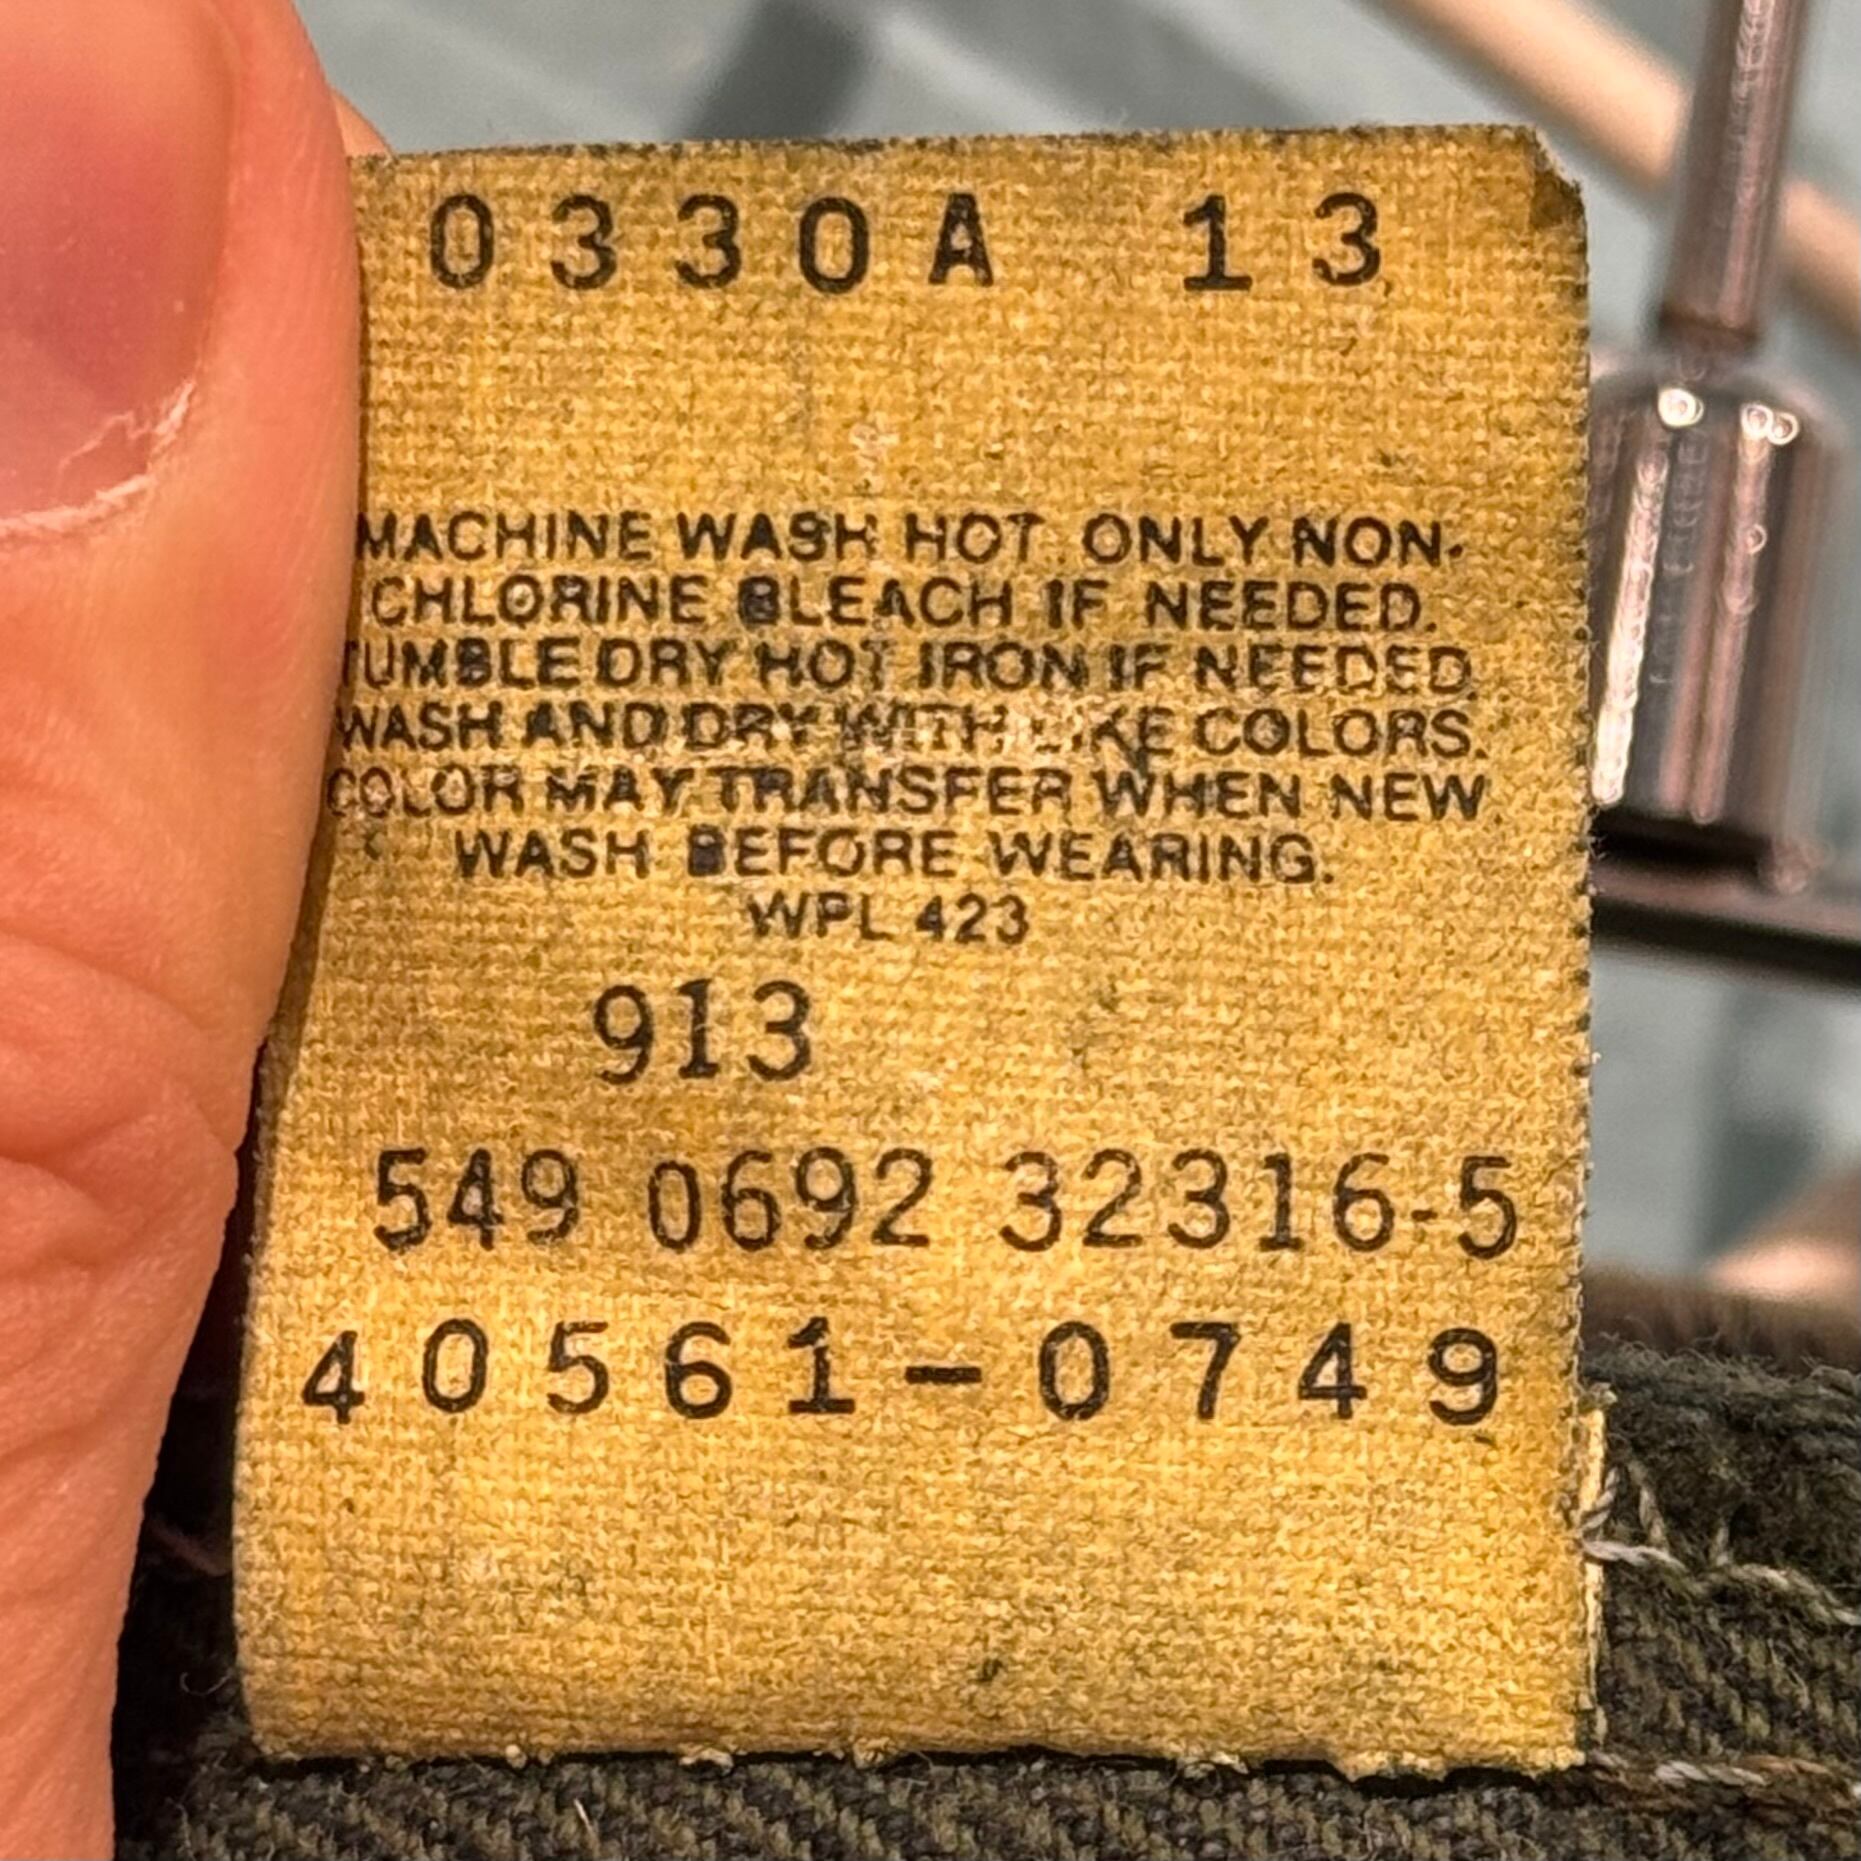 0330A 13
MACHINE WASH HOT. ONLY NON-
CHLORINE BLEACH IF NEEDED.
TUMBLE DRY HOT IRON IF NEEDED.
WASH AND DRY WITH LIKE COLORS.
COLOR MAY TRANSFER WHEN NEW.
WASH BEFORE WEARING.
WPL 423
913
549 0692 32316-5
40561-0749